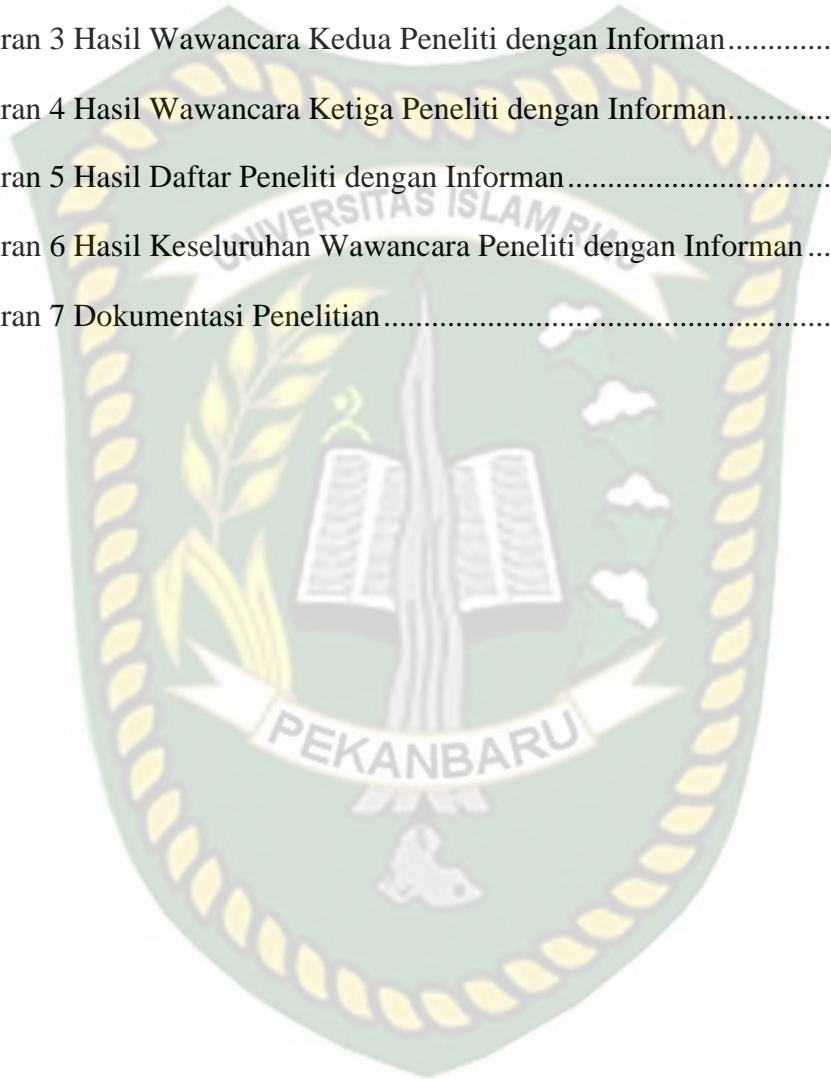 ran 3 Hasil Wawancara Kedua Peneliti dengan Informan.............
ran 4 Hasil Wawancara Ketiga Peneliti dengan Informan.............
ran 5 Hasil Daftar Peneliti dengan Informan.................................
ran 6 Hasil Keseluruhan Wawancara Peneliti dengan Informan...
ran 7 Dokumentasi Penelitian........................................................
UNIVERSITAS ISLAM RIAU
PEKANBARU